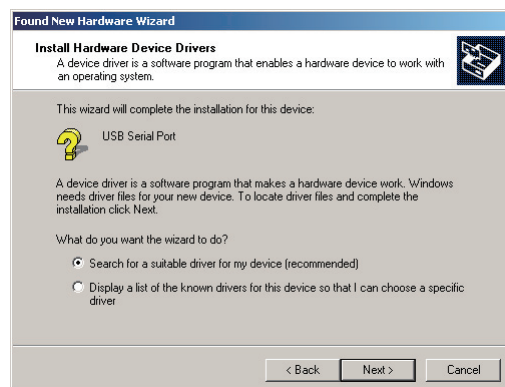 Found New Hardware Wizard
Install Hardware Device Drivers
A device driver is a software program that enables a hardware device to work with
an operating system.
This wizard will complete the installation for this device:
USB Serial Port
A device driver is a software program that makes a hardware device work. Windows
needs driver files for your new device. To locate driver files and complete the
installation click Next.
What do you want the wizard to do?
Search for a suitable driver for my device (recommended)
Display a list of the known drivers for this device so that I can choose a specific
driver
< Back
Next >
Cancel